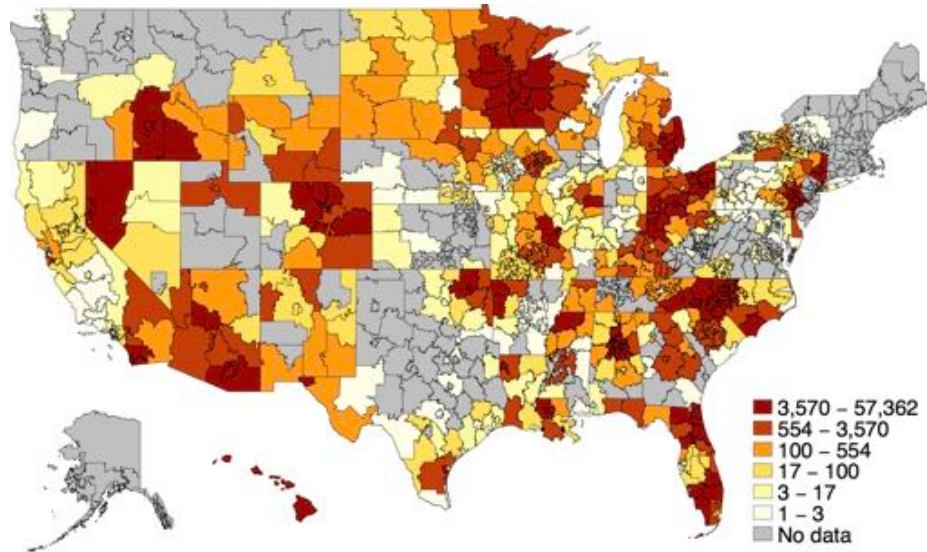 3,570 – 57,362
554 – 3,570
100 – 554
17 – 100
3 – 17
1 – 3
No data